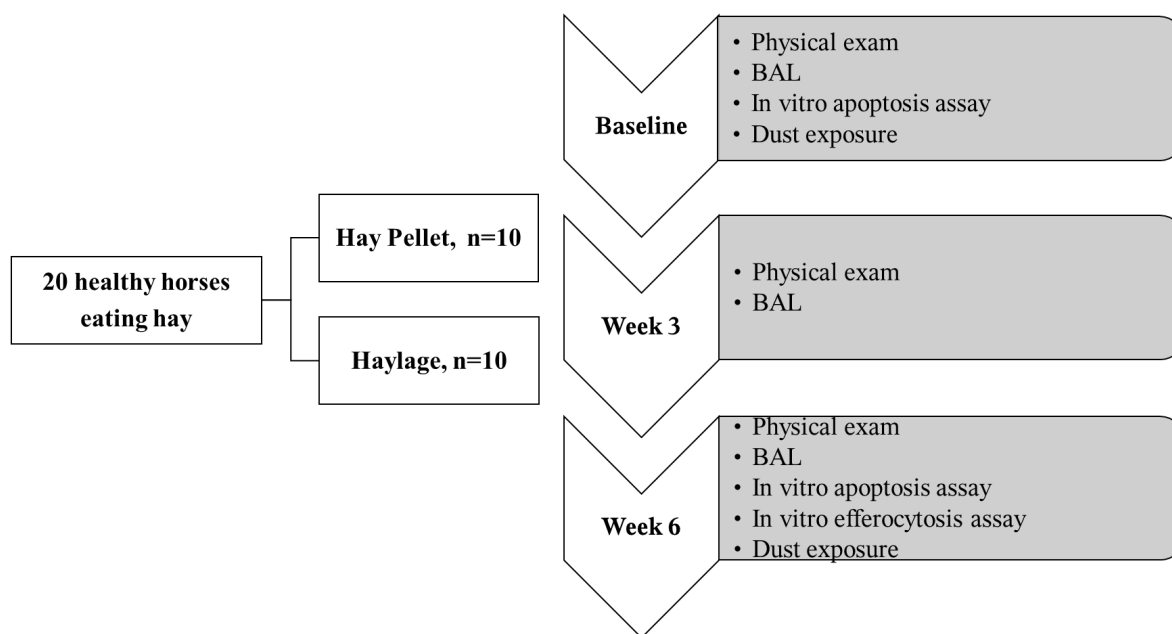 20 healthy horses
eating hay
Hay Pellet, n=10
Haylage, n=10
Baseline
• Physical exam
• BAL
• In vitro apoptosis assay
• Dust exposure
Week 3
• Physical exam
• BAL
Week 6
• Physical exam
• BAL
• In vitro apoptosis assay
• In vitro efferocytosis assay
• Dust exposure